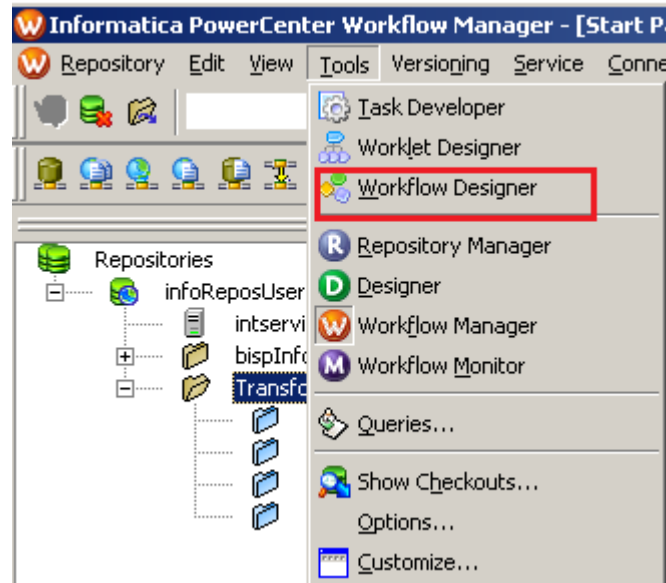 Informatica PowerCenter Workflow Manager - [Start P
Repository Edit View Tools Versioning Service Conne
Task Developer
Worklet Designer
Workflow Designer
Repositories
infoReposUser
intservi
bispInfo
Transfo
R Repository Manager
D Designer
W Workflow Manager
M Workflow Monitor
Queries...
Show Checkouts...
Options...
Customize...